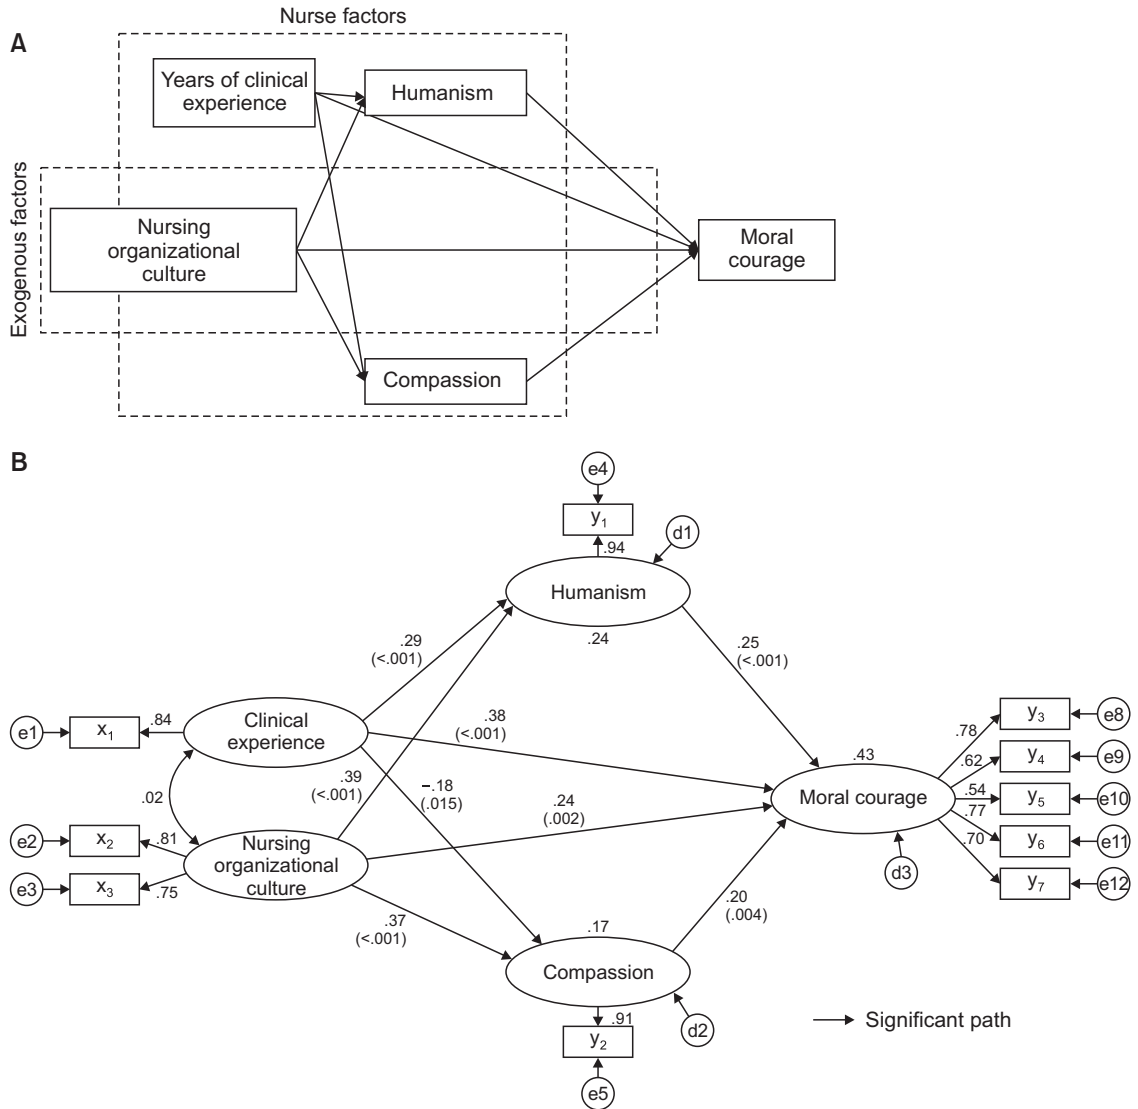 Nurse factors
A
Years of clinical
experience
Humanism
Exogenous factors
Nursing
organizational
culture
Moral
courage
Compassion
B
e4
y1
.94
d1
Humanism
.24
.29
(<.001)
.25
(<.001)
e1
x1
.84
Clinical
experience
.38
(<.001)
.02
.39
(<.001)
−.18
(.015)
.24
(.002)
e2
x2
.81
e3
x3
.75
Nursing
organizational
culture
.43
Moral courage
d3
.78
y3
e8
.62
y4
e9
.54
y5
e10
.77
y6
e11
.70
y7
e12
.37
(<.001)
.20
(.004)
.17
Compassion
d2
.91
y2
e5
Significant path